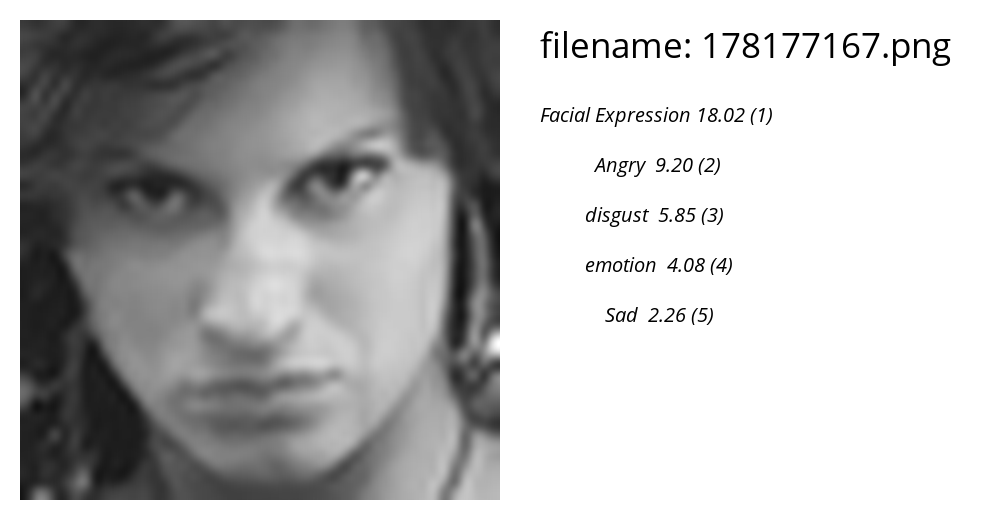 filename: 178177167.png
Facial Expression 18.02 (1)
Angry 9.20 (2)
disgust 5.85 (3)
emotion 4.08 (4)
Sad 2.26 (5)